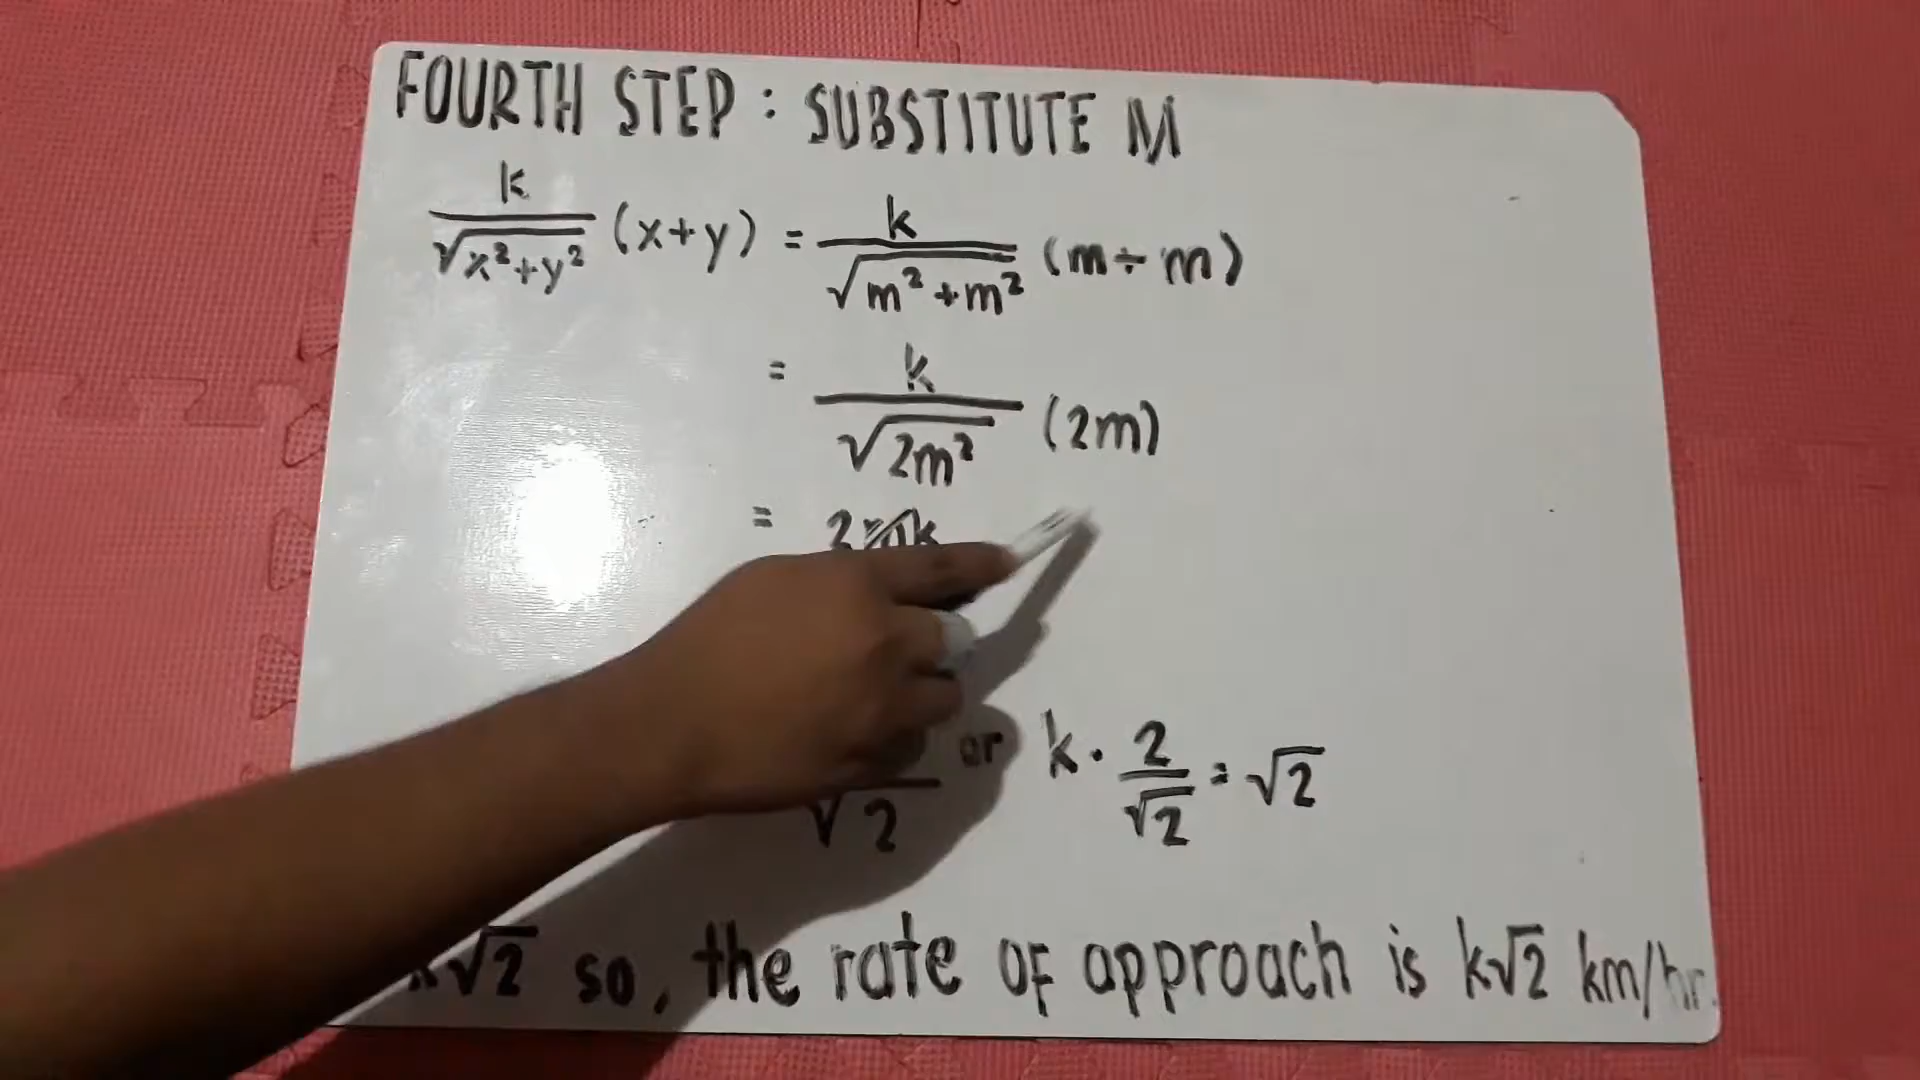 FOURTH STEP : SUBSTITUTE M
k/√x²+y² (x+y) = k/√m²+m² (m÷m)
= k/√2m² (2m)
= 2mk
√2 or k · 2/√2 = √2
√2 so, the rate of approach is k√2 km/hr.